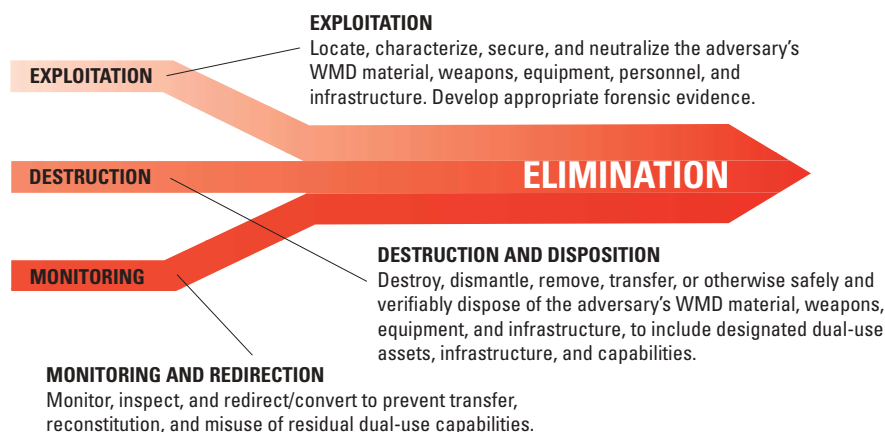 EXPLOITATION
Locate, characterize, secure, and neutralize the adversary’s
WMD material, weapons, equipment, personnel, and
infrastructure. Develop appropriate forensic evidence.
EXPLOITATION
DESTRUCTION
ELIMINATION
MONITORING
DESTRUCTION AND DISPOSITION
Destroy, dismantle, remove, transfer, or otherwise safely and
verifiably dispose of the adversary’s WMD material, weapons,
equipment, and infrastructure, to include designated dual-use
assets, infrastructure, and capabilities.
MONITORING AND REDIRECTION
Monitor, inspect, and redirect/convert to prevent transfer,
reconstitution, and misuse of residual dual-use capabilities.